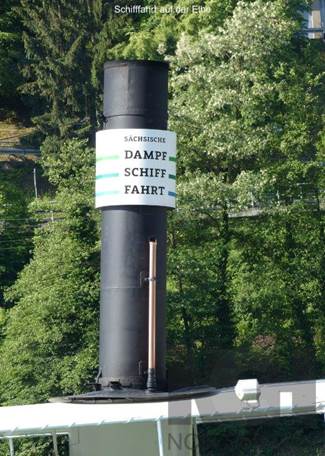 Schifffahrt auf der Elbe
SÄCHSISCHE
DAMPF
SCHIFF
FAHRT